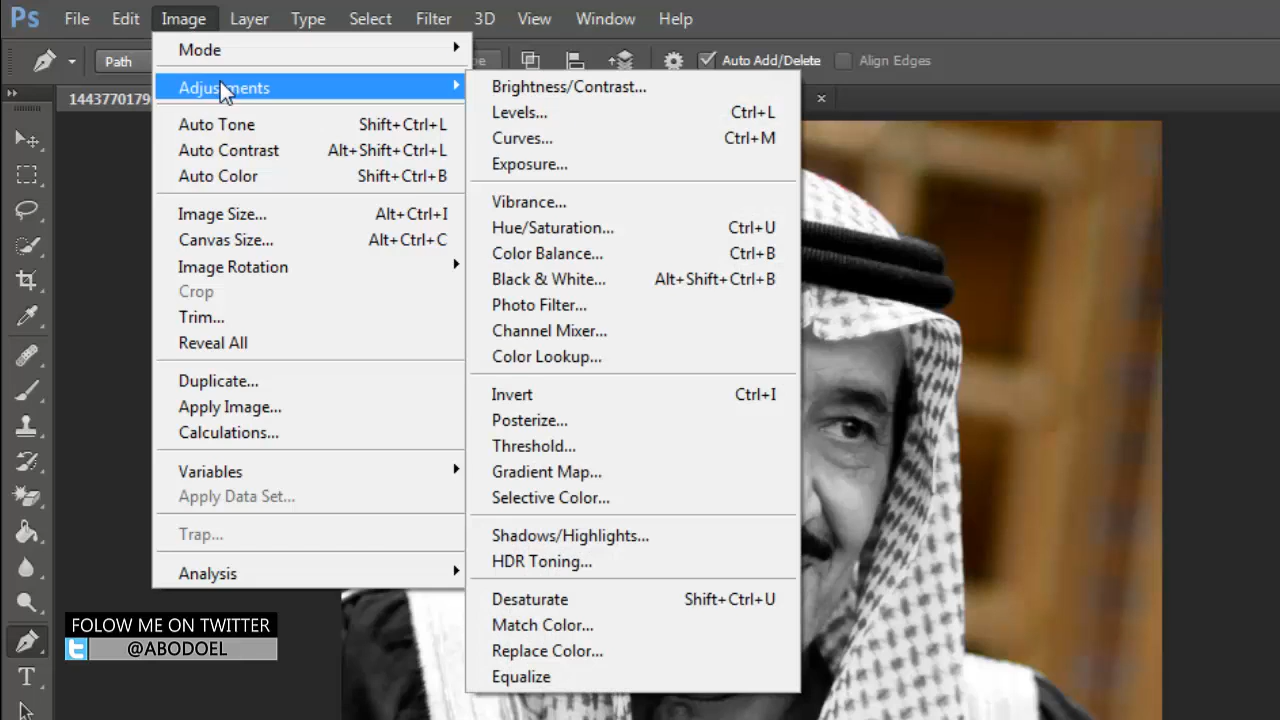 Ps File Edit Image Layer Type Select Filter 3D View Window Help
Path Auto Add/Delete Align Edges
1443770179
Mode
Adjustments
Auto Tone Shift+Ctrl+L
Auto Contrast Alt+Shift+Ctrl+L
Auto Color Shift+Ctrl+B
Image Size... Alt+Ctrl+I
Canvas Size... Alt+Ctrl+C
Image Rotation
Crop
Trim...
Reveal All
Duplicate...
Apply Image...
Calculations...
Variables
Apply Data Set...
Trap...
Analysis
Brightness/Contrast...
Levels... Ctrl+L
Curves... Ctrl+M
Exposure...
Vibrance...
Hue/Saturation... Ctrl+U
Color Balance... Ctrl+B
Black & White... Alt+Shift+Ctrl+B
Photo Filter...
Channel Mixer...
Color Lookup...
Invert Ctrl+I
Posterize...
Threshold...
Gradient Map...
Selective Color...
Shadows/Highlights...
HDR Toning...
Desaturate Shift+Ctrl+U
Match Color...
Replace Color...
Equalize
FOLOW ME ON TWITTER
@ABODOEL